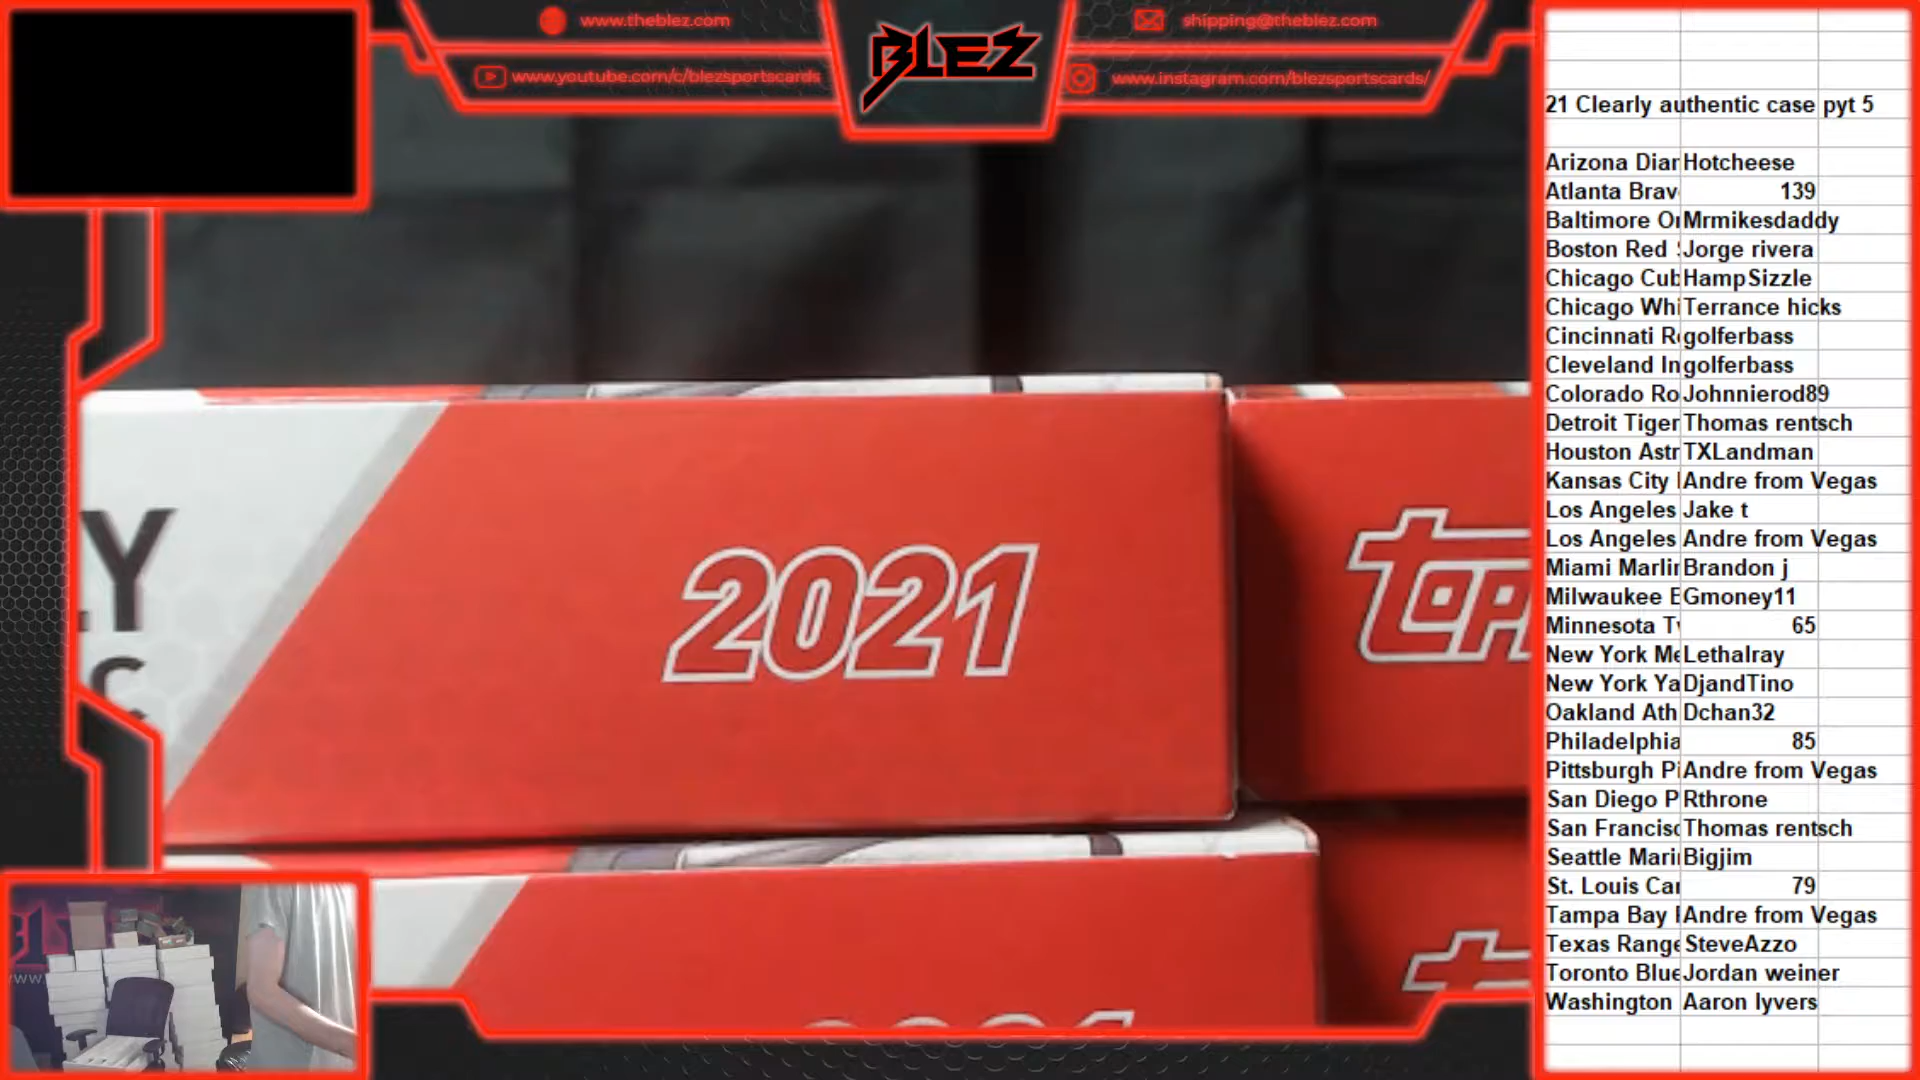 www.theblez.com
www.youtube.com/c/blezsportscards
BLEZ
shipping@theblez.com
www.instagram.com/blezsportscards/
LY
C
2021
2021
21 Clearly authentic case pyt 5
Arizona Diar Hotcheese
Atlanta Brav 139
Baltimore Or Mrmikesdaddy
Boston Red Jorge rivera
Chicago Cub HampSizzle
Chicago Whi Terrance hicks
Cincinnati Re golferbass
Cleveland In golferbass
Colorado Ro Johnnierod89
Detroit Tiger Thomas rentsch
Houston Astr TXLandman
Kansas City Andre from Vegas
Los Angeles Jake t
Los Angeles Andre from Vegas
Miami Marlin Brandon j
Milwaukee B Gmoney11
Minnesota Tw 65
New York Me Lethalray
New York Ya DjandTino
Oakland Ath Dchan32
Philadelphia 85
Pittsburgh Pi Andre from Vegas
San Diego P Rthrone
San Francisc Thomas rentsch
Seattle Mari Bigjim
St. Louis Car 79
Tampa Bay Andre from Vegas
Texas Range SteveAzzo
Toronto Blue Jordan weiner
Washington Aaron lyvers